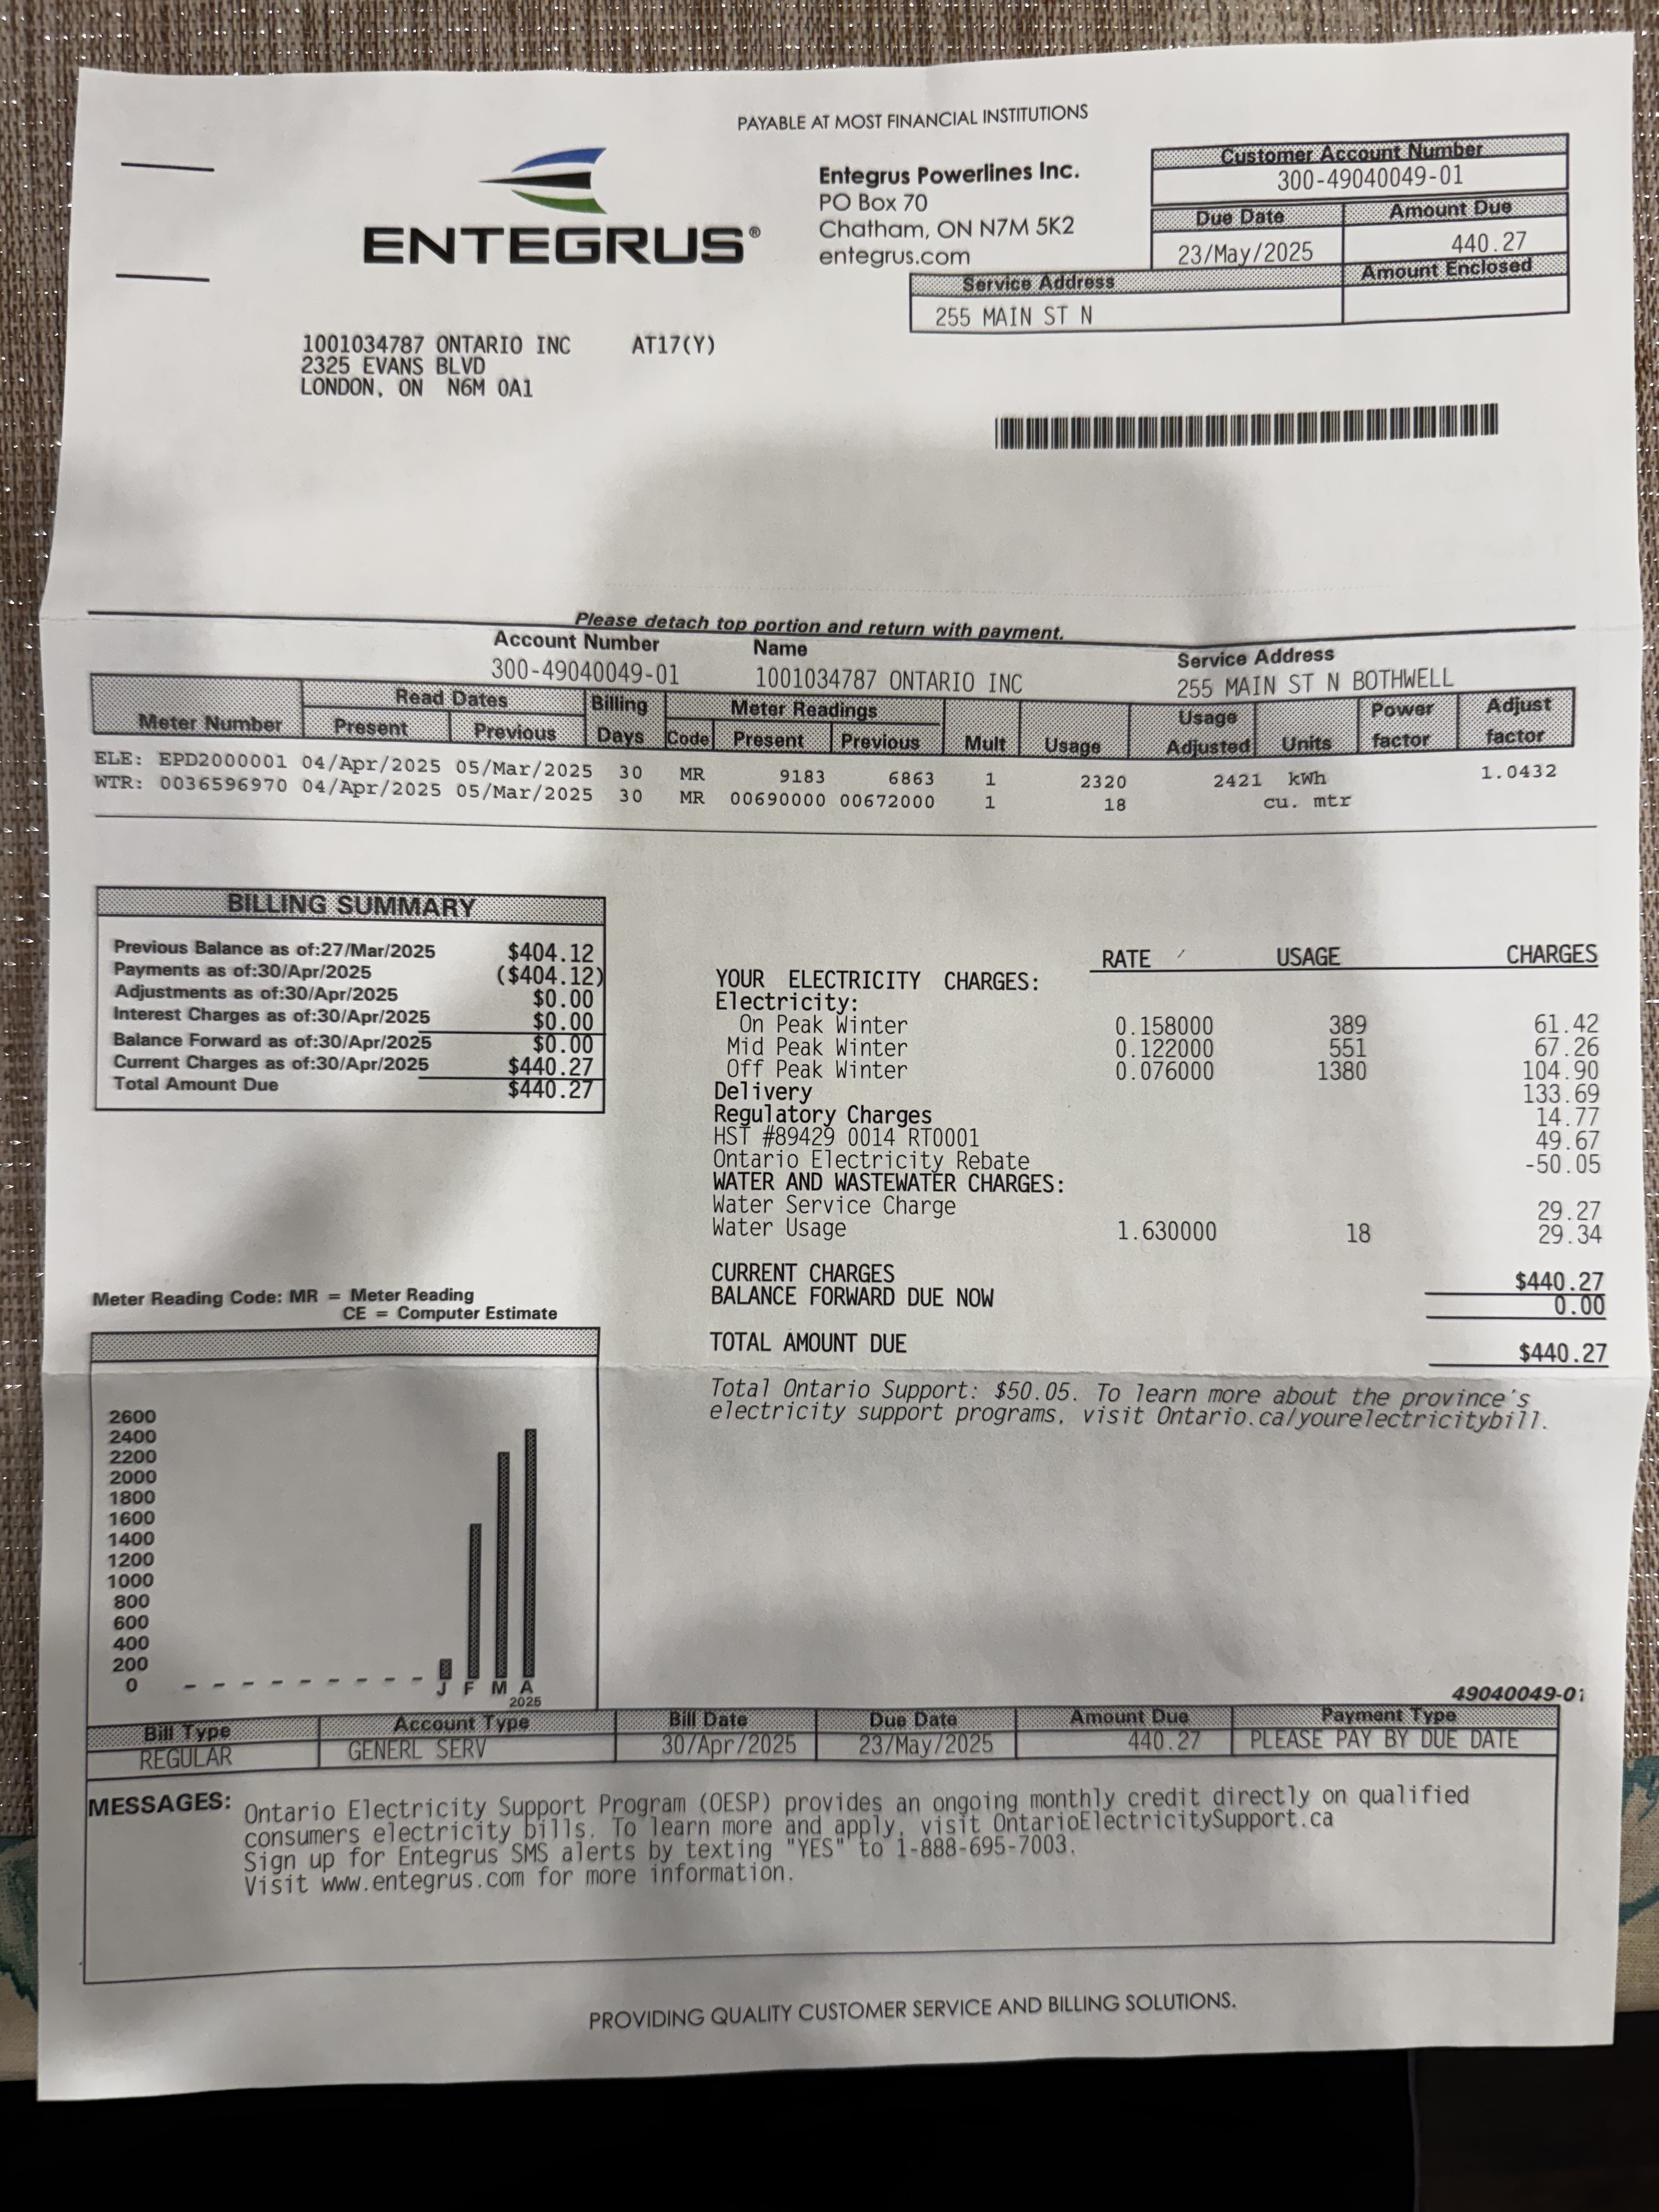 PAYABLE AT MOST FINANCIAL INSTITUTIONS
ENTEGRUS®
Entegrus Powerlines Inc.
PO Box 70
Chatham, ON N7M 5K2
entegrus.com
Customer Account Number
300-49040049-01
Due Date Amount Due
23/May/2025 440.27
Service Address Amount Enclosed
255 MAIN ST N
1001034787 ONTARIO INC AT17(Y)
2325 EVANS BLVD
LONDON, ON N6M 0A1
Please detach top portion and return with payment.
Account Number Name Service Address
300-49040049-01 1001034787 ONTARIO INC 255 MAIN ST N BOTHWELL
Meter Number Read Dates Present Previous Billing Days Code Meter Readings Present Previous Mult Usage Usage Adjusted Units Power factor Adjust factor
ELE: EPD2000001 04/Apr/2025 05/Mar/2025 30 MR 9183 6863 1 2320 2421 kWh 1.0432
WTR: 0036596970 04/Apr/2025 05/Mar/2025 30 MR 00690000 00672000 1 18 cu. mtr
BILLING SUMMARY
Previous Balance as of:27/Mar/2025 $404.12
Payments as of:30/Apr/2025 ($404.12)
Adjustments as of:30/Apr/2025 $0.00
Interest Charges as of:30/Apr/2025 $0.00
Balance Forward as of:30/Apr/2025 $0.00
Current Charges as of:30/Apr/2025 $440.27
Total Amount Due $440.27
RATE USAGE CHARGES
YOUR ELECTRICITY CHARGES:
Electricity:
On Peak Winter 0.158000 389 61.42
Mid Peak Winter 0.122000 551 67.26
Off Peak Winter 0.076000 1380 104.90
Delivery 133.69
Regulatory Charges 14.77
HST #89429 0014 RT0001 49.67
Ontario Electricity Rebate -50.05
WATER AND WASTEWATER CHARGES:
Water Service Charge 29.27
Water Usage 1.630000 18 29.34
CURRENT CHARGES $440.27
BALANCE FORWARD DUE NOW 0.00
TOTAL AMOUNT DUE $440.27
Total Ontario Support: $50.05. To learn more about the province's
electricity support programs, visit Ontario.ca/yourelectricitybill.
Meter Reading Code: MR = Meter Reading
CE = Computer Estimate
2600
2400
2200
2000
1800
1600
1400
1200
1000
800
600
400
200
0
J F M A
2025
49040049-01
Bill Type Account Type Bill Date Due Date Amount Due Payment Type
REGULAR GENERL SERV 30/Apr/2025 23/May/2025 440.27 PLEASE PAY BY DUE DATE
MESSAGES: Ontario Electricity Support Program (OESP) provides an ongoing monthly credit directly on qualified
consumers electricity bills. To learn more and apply, visit OntarioElectricitySupport.ca
Sign up for Entegrus SMS alerts by texting "YES" to 1-888-695-7003.
Visit www.entegrus.com for more information.
PROVIDING QUALITY CUSTOMER SERVICE AND BILLING SOLUTIONS.